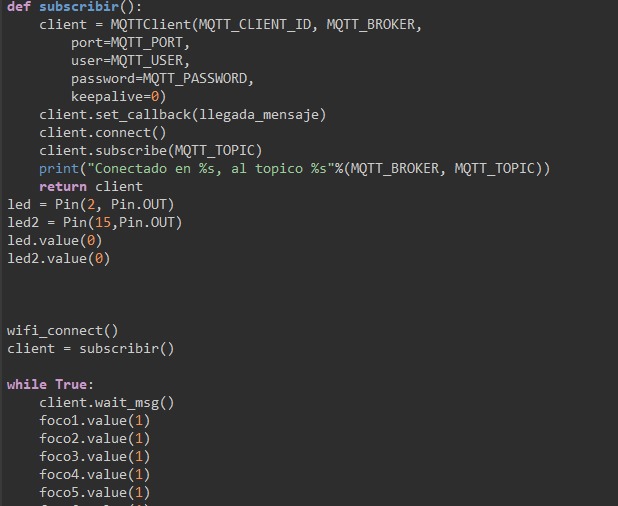 def subscribir():
    client = MQTTClient(MQTT_CLIENT_ID, MQTT_BROKER,
        port=MQTT_PORT,
        user=MQTT_USER,
        password=MQTT_PASSWORD,
        keepalive=0)
    client.set_callback(llegada_mensaje)
    client.connect()
    client.subscribe(MQTT_TOPIC)
    print("Conectado en %s, al topico %s"%(MQTT_BROKER, MQTT_TOPIC))
    return client
led = Pin(2, Pin.OUT)
led2 = Pin(15,Pin.OUT)
led.value(0)
led2.value(0)
wifi_connect()
client = subscribir()
while True:
    client.wait_msg()
    foco1.value(1)
    foco2.value(1)
    foco3.value(1)
    foco4.value(1)
    foco5.value(1)